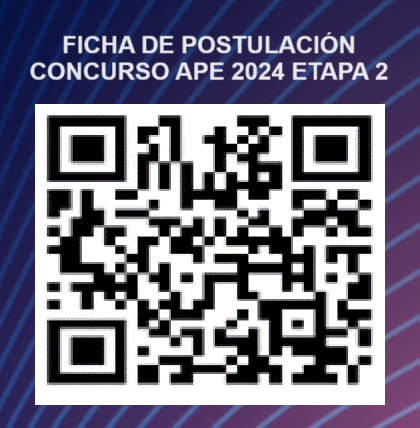 FICHA DE POSTULACIÓN
CONCURSO APE 2024 ETAPA 2